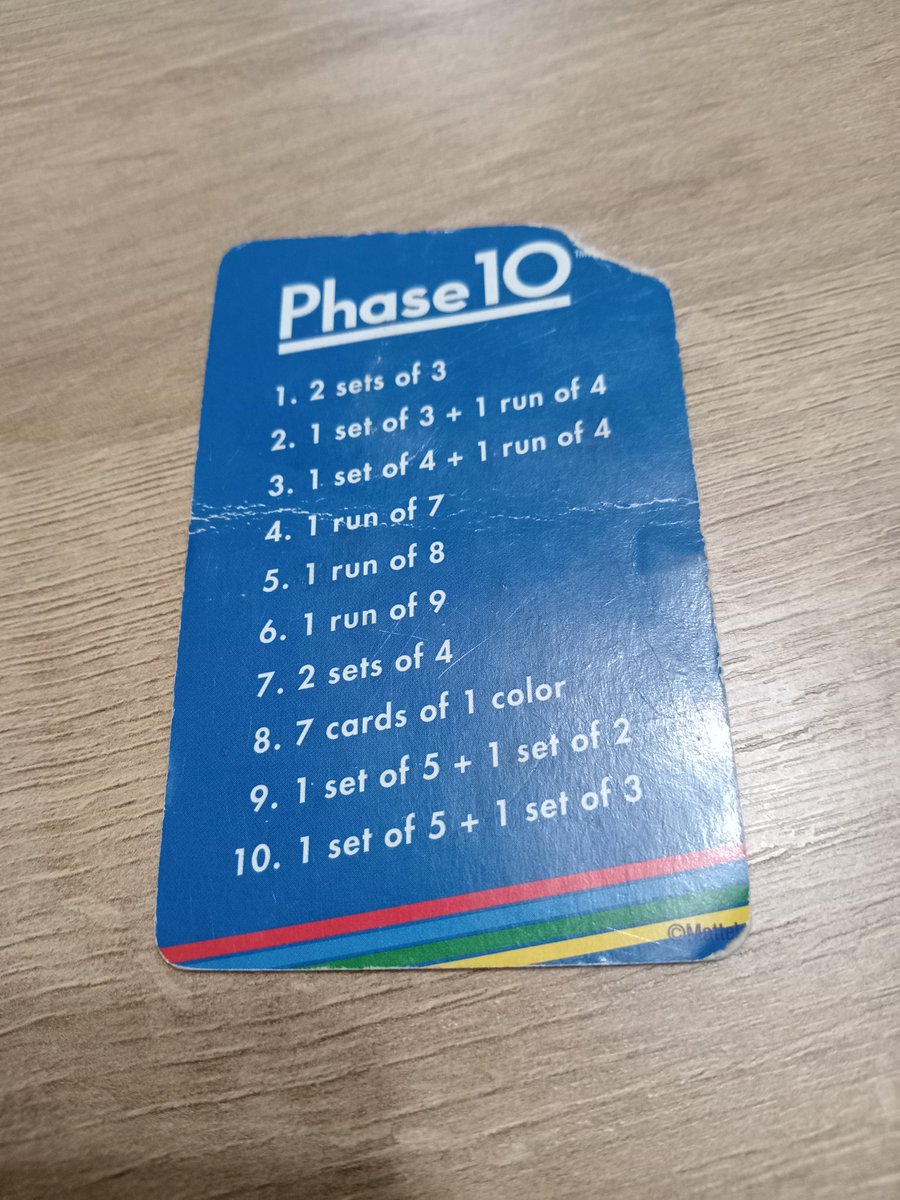 Phase 10
1. 2 sets of 3
2. 1 set of 3 + 1 run of 4
3. 1 set of 4 + 1 run of 4
4. 1 run of 7
5. 1 run of 8
6. 1 run of 9
7. 2 sets of 4
8. 7 cards of 1 color
9. 1 set of 5 + 1 set of 2
10. 1 set of 5 + 1 set of 3
©Mattel